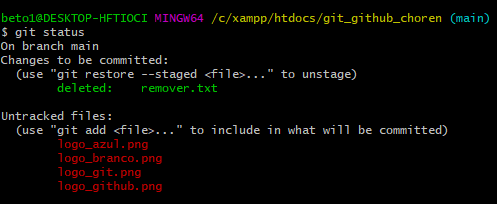 beto1@DESKTOP-HFTIOCI MINGW64 /c/xampp/htdocs/git_github_choren (main)
$ git status
On branch main
Changes to be committed:
(use "git restore --staged <file>..." to unstage)
deleted: remover.txt
Untracked files:
(use "git add <file>..." to include in what will be committed)
logo_azul.png
logo_branco.png
logo_git.png
logo_github.png